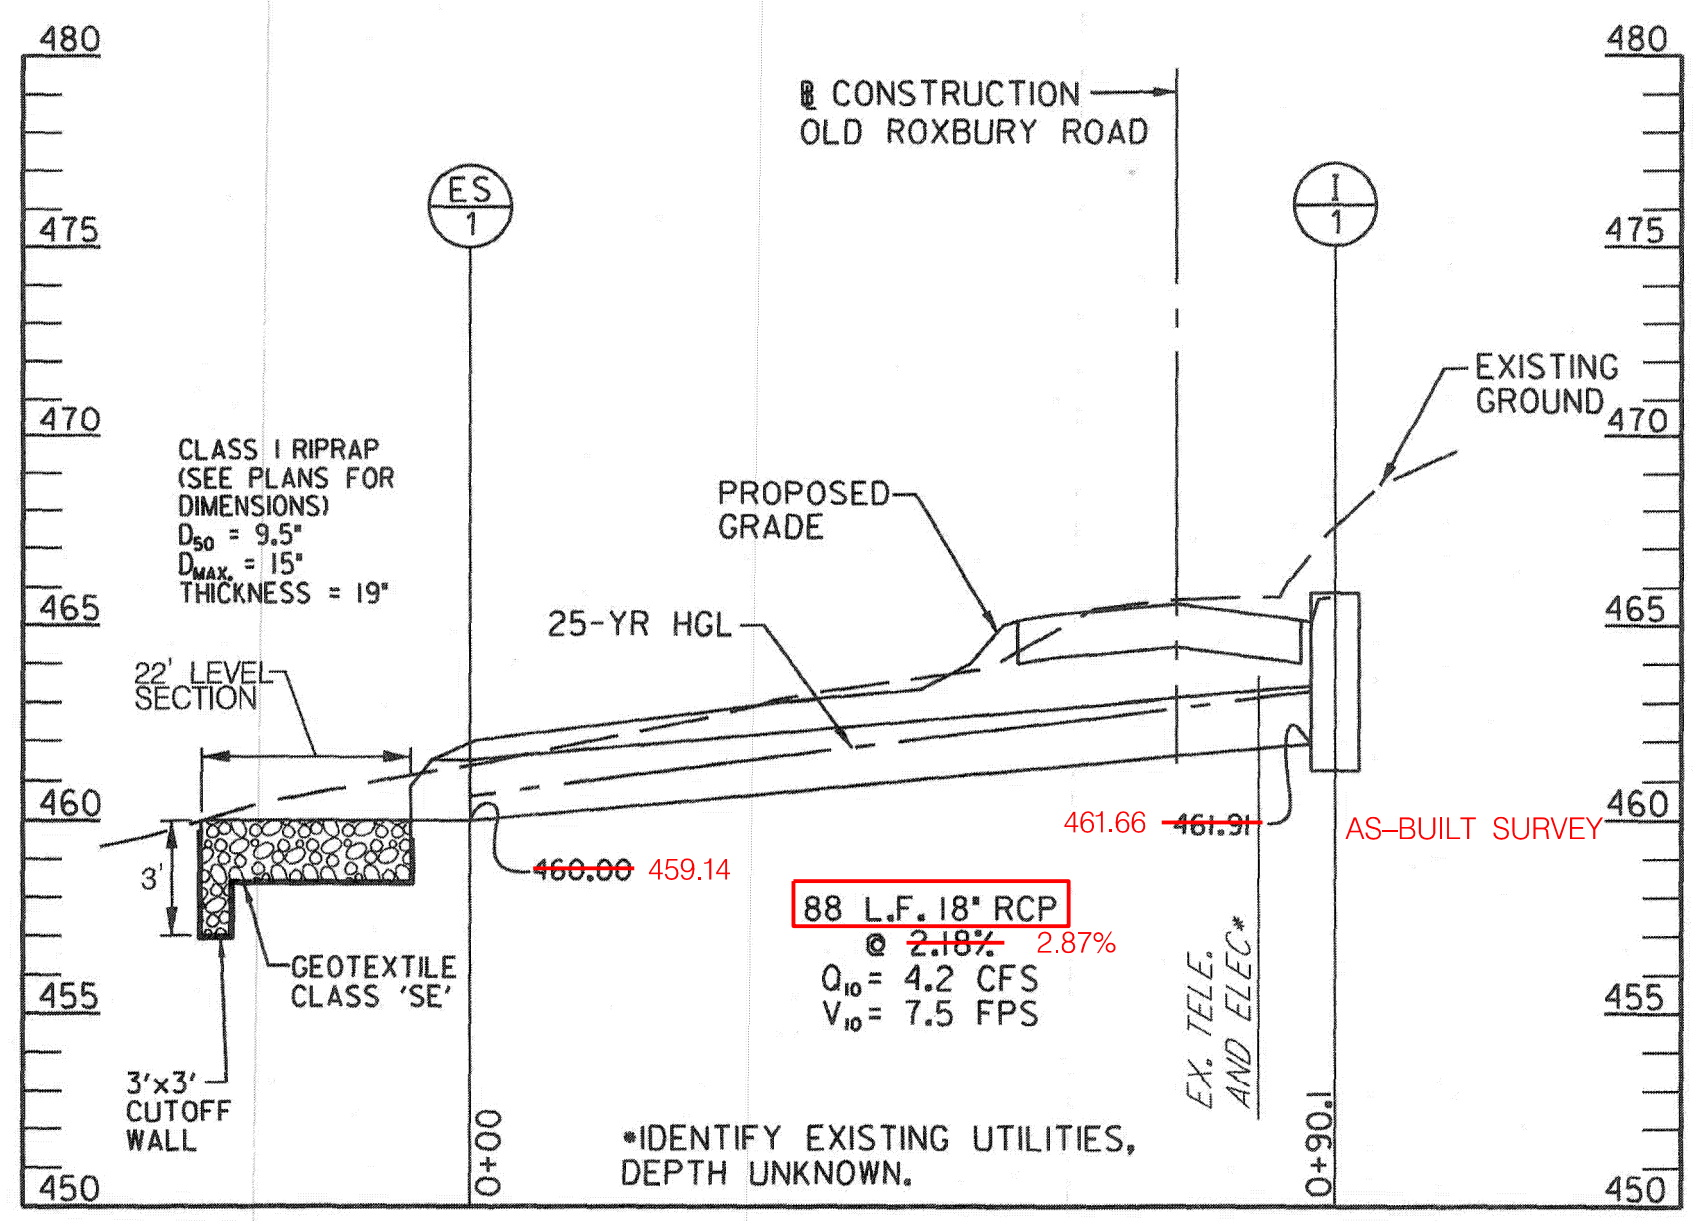 480
480
℄ CONSTRUCTION
OLD ROXBURY ROAD
ES
1
I
1
475
475
EXISTING
GROUND
470
470
CLASS I RIPRAP
(SEE PLANS FOR
DIMENSIONS)
D50 = 9.5"
DMAX. = 15"
THICKNESS = 19"
PROPOSED
GRADE
465
465
25-YR HGL
22' LEVEL
SECTION
460
460
461.66 461.91
AS-BUILT SURVEY
3'
460.00 459.14
88 L.F. 18" RCP
@ 2.18% 2.87%
Q10 = 4.2 CFS
V10 = 7.5 FPS
GEOTEXTILE
CLASS 'SE'
455
455
EX. TELE.
AND ELEC*
3'x3'
CUTOFF
WALL
0+00
0+90.1
*IDENTIFY EXISTING UTILITIES,
DEPTH UNKNOWN.
450
450